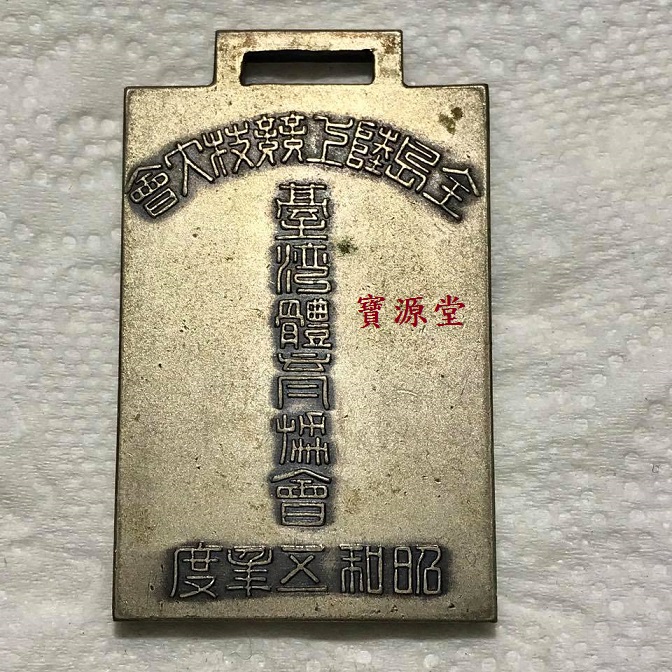 全島陸上競技大會
臺灣體育協會
昭和五年度
寶源堂